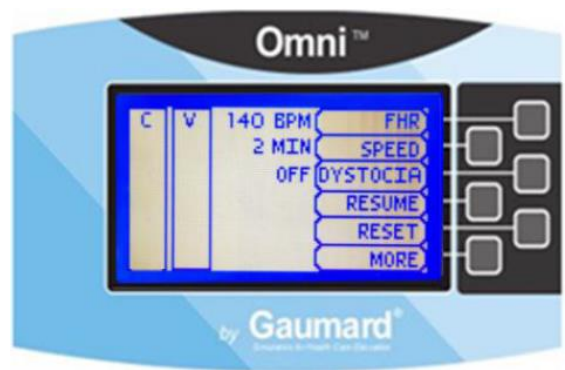 Omni™
C V 140 BPM FHR
2 MIN SPEED
OFF DYSTOCIA
RESUME
RESET
MORE
by Gaumard®